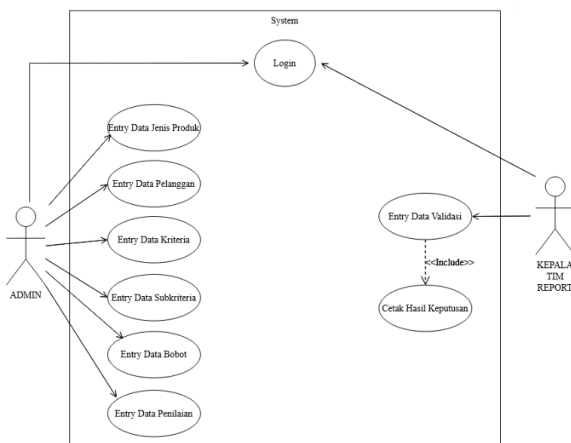 System
Login
Entry Data Jenis Produk
Entry Data Pelanggan
Entry Data Kriteria
Entry Data Subkriteria
Entry Data Bobot
Entry Data Penilaian
ADMIN
Entry Data Validasi
<<Include>>
Cetak Hasil Keputusan
KEPALA
TIM
REPORT